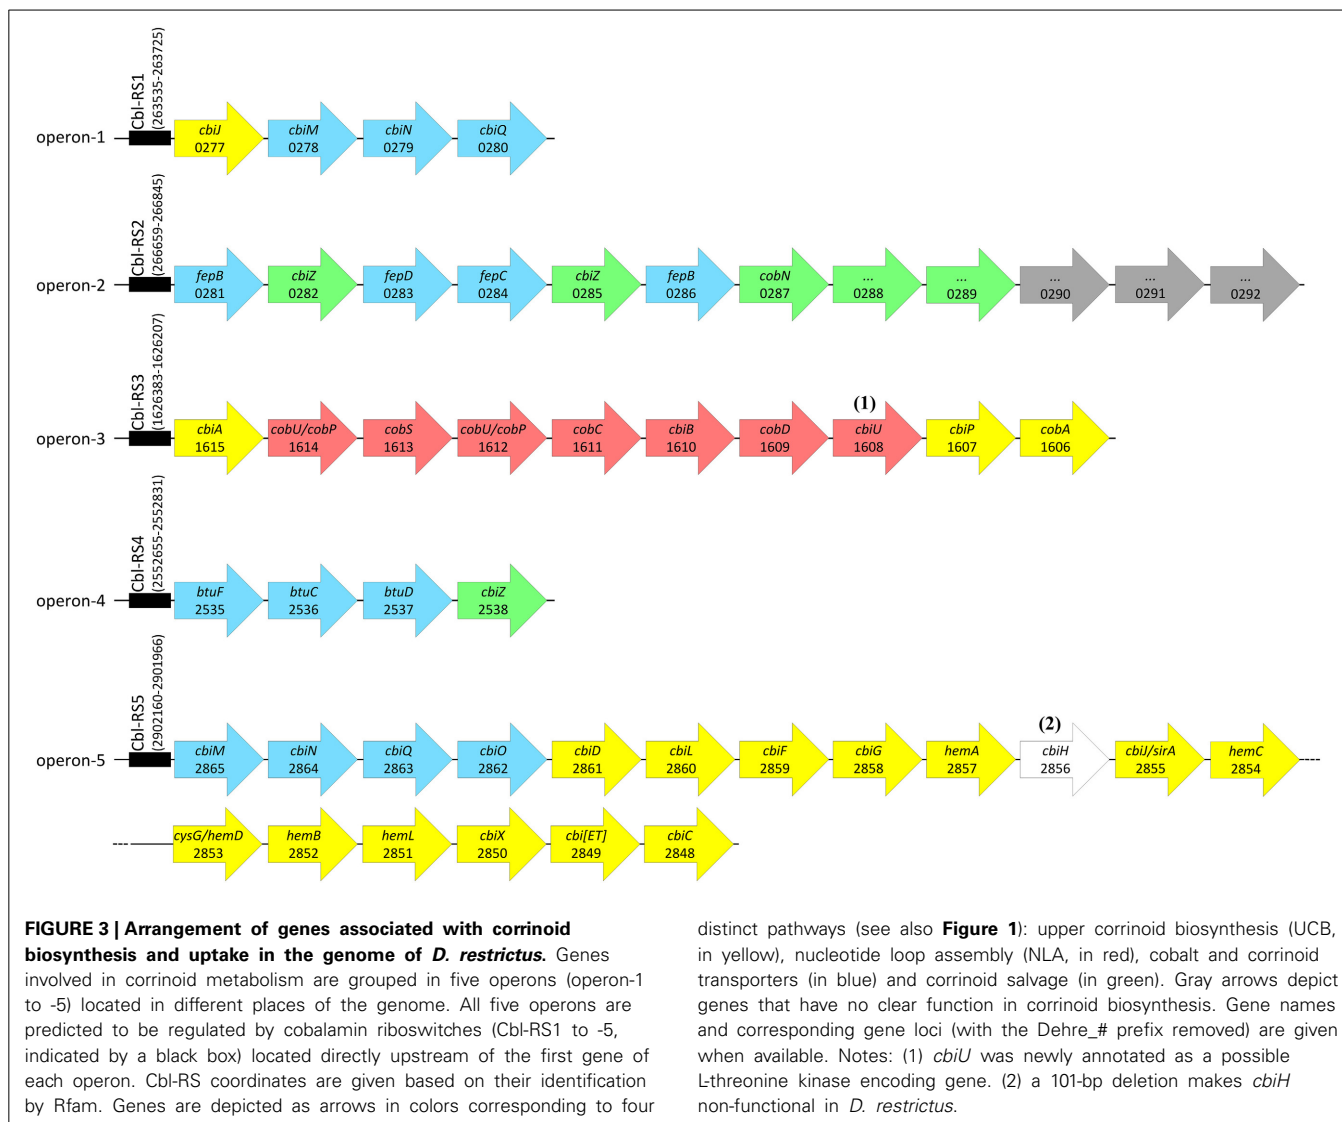 Cbl-RS1
(263535-263725)
operon-1
cbiJ
0277
cbiM
0278
cbiN
0279
cbiQ
0280
Cbl-RS2
(266659-266845)
operon-2
fepB
0281
cbiZ
0282
fepD
0283
fepC
0284
cbiZ
0285
fepB
0286
cobN
0287
...
0288
...
0289
...
0290
...
0291
...
0292
Cbl-RS3
(1626383-1626207)
operon-3
cbiA
1615
cobU/cobP
1614
cobS
1613
cobU/cobP
1612
cobC
1611
cbiB
1610
cobD
1609
(1)
cbiU
1608
cbiP
1607
cobA
1606
Cbl-RS4
(2552655-2552831)
operon-4
btuF
2535
btuC
2536
btuD
2537
cbiZ
2538
Cbl-RS5
(2902160-2901966)
operon-5
cbiM
2865
cbiN
2864
cbiQ
2863
cbiO
2862
cbiD
2861
cbiL
2860
cbiF
2859
cbiG
2858
hemA
2857
(2)
cbiH
2856
cbiJ/sirA
2855
hemC
2854
cysG/hemD
2853
hemB
2852
hemL
2851
cbiX
2850
cbi[ET]
2849
cbiC
2848
FIGURE 3 | Arrangement of genes associated with corrinoid
biosynthesis and uptake in the genome of D. restrictus. Genes
involved in corrinoid metabolism are grouped in five operons (operon-1
to -5) located in different places of the genome. All five operons are
predicted to be regulated by cobalamin riboswitches (Cbl-RS1 to -5,
indicated by a black box) located directly upstream of the first gene of
each operon. Cbl-RS coordinates are given based on their identification
by Rfam. Genes are depicted as arrows in colors corresponding to four
distinct pathways (see also Figure 1): upper corrinoid biosynthesis (UCB,
in yellow), nucleotide loop assembly (NLA, in red), cobalt and corrinoid
transporters (in blue) and corrinoid salvage (in green). Gray arrows depict
genes that have no clear function in corrinoid biosynthesis. Gene names
and corresponding gene loci (with the Dehre_# prefix removed) are given
when available. Notes: (1) cbiU was newly annotated as a possible
L-threonine kinase encoding gene. (2) a 101-bp deletion makes cbiH
non-functional in D. restrictus.